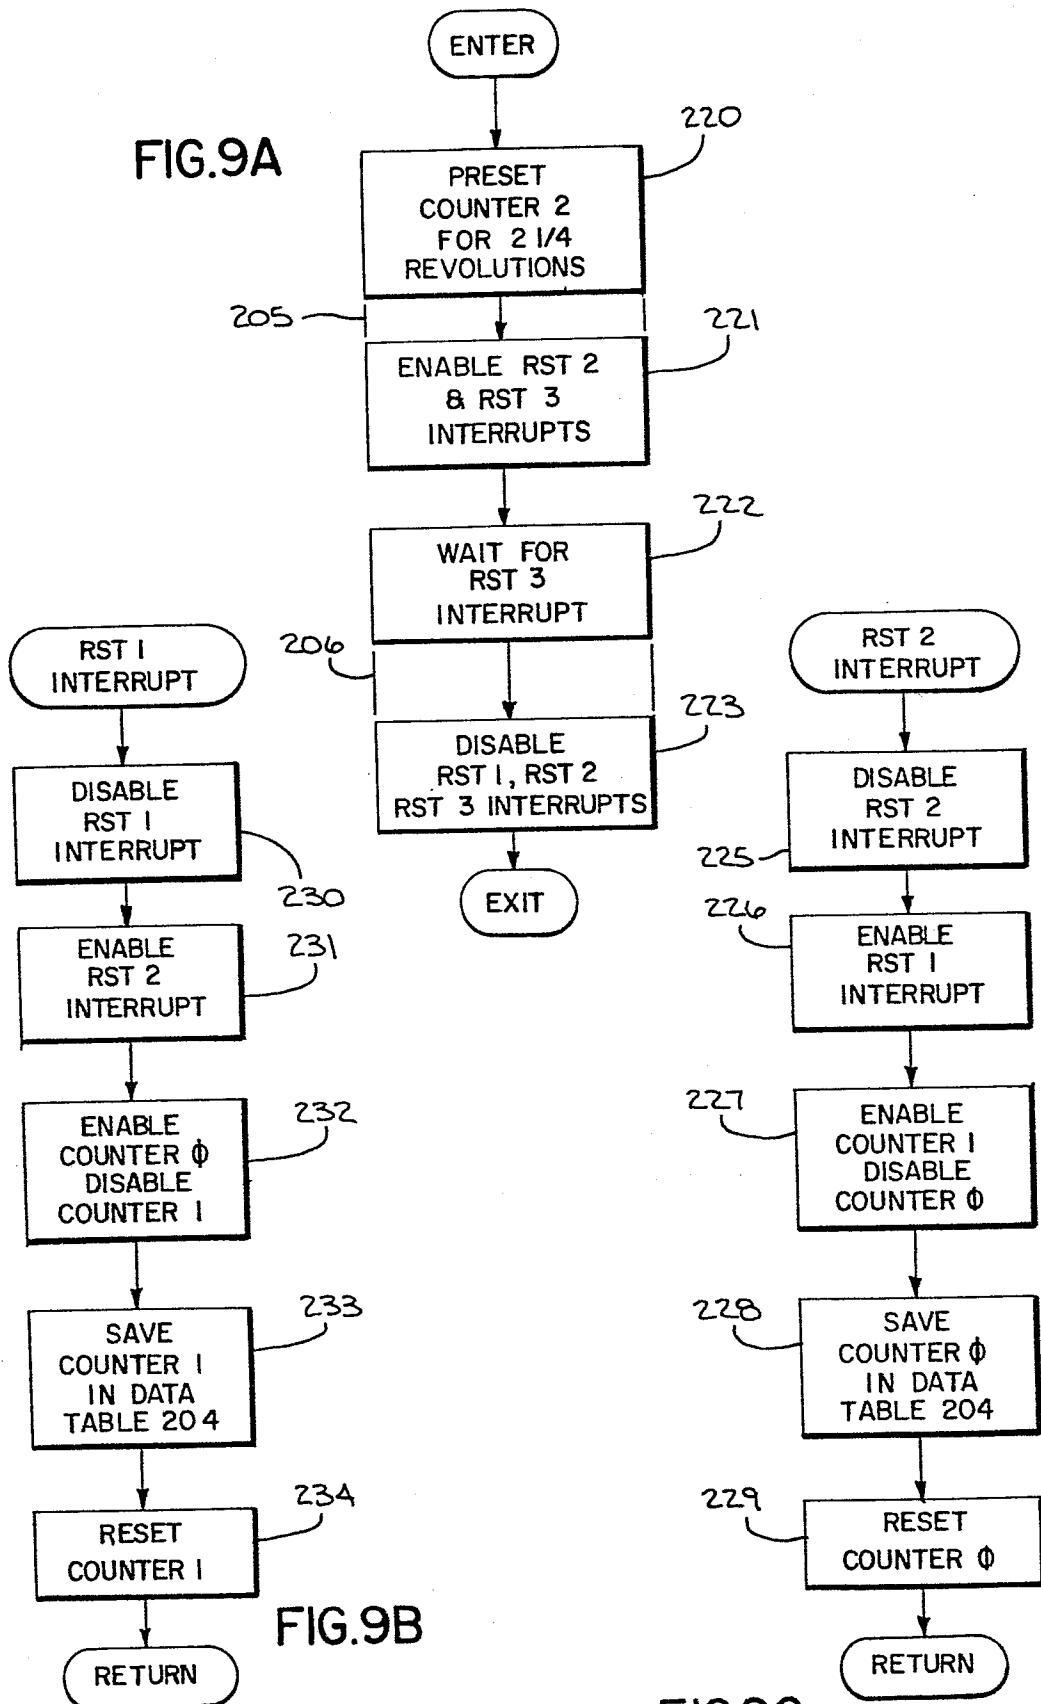 ENTER
FIG.9A
220
PRESET
COUNTER 2
FOR 2 1/4
REVOLUTIONS
205
221
ENABLE RST 2
& RST 3
INTERRUPTS
222
WAIT FOR
RST 3
INTERRUPT
206
223
DISABLE
RST 1, RST 2
RST 3 INTERRUPTS
EXIT
RST 1
INTERRUPT
DISABLE
RST 1
INTERRUPT
230
ENABLE
RST 2
INTERRUPT
231
ENABLE
COUNTER φ
DISABLE
COUNTER 1
232
SAVE
COUNTER 1
IN DATA
TABLE 204
233
RESET
COUNTER 1
234
RETURN
FIG.9B
RST 2
INTERRUPT
DISABLE
RST 2
INTERRUPT
225
226
ENABLE
RST 1
INTERRUPT
227
ENABLE
COUNTER 1
DISABLE
COUNTER φ
228
SAVE
COUNTER φ
IN DATA
TABLE 204
229
RESET
COUNTER φ
RETURN